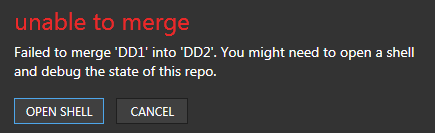 unable to merge
Failed to merge 'DD1' into 'DD2'. You might need to open a shell
and debug the state of this repo.
OPEN SHELL
CANCEL